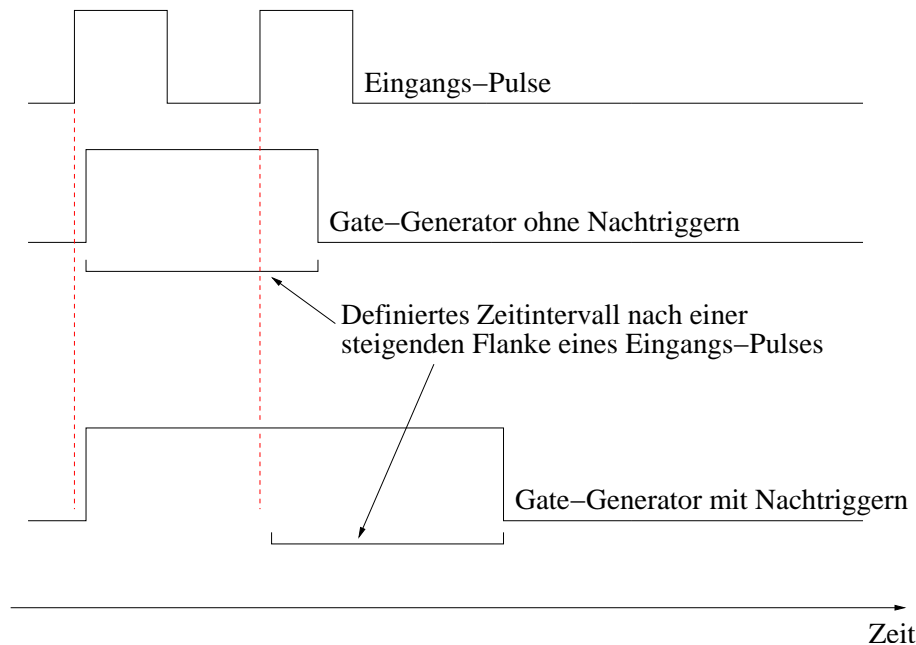 Eingangs–Pulse
Gate–Generator ohne Nachtriggern
Definiertes Zeitintervall nach einer
steigenden Flanke eines Eingangs–Pulses
Gate–Generator mit Nachtriggern
Zeit